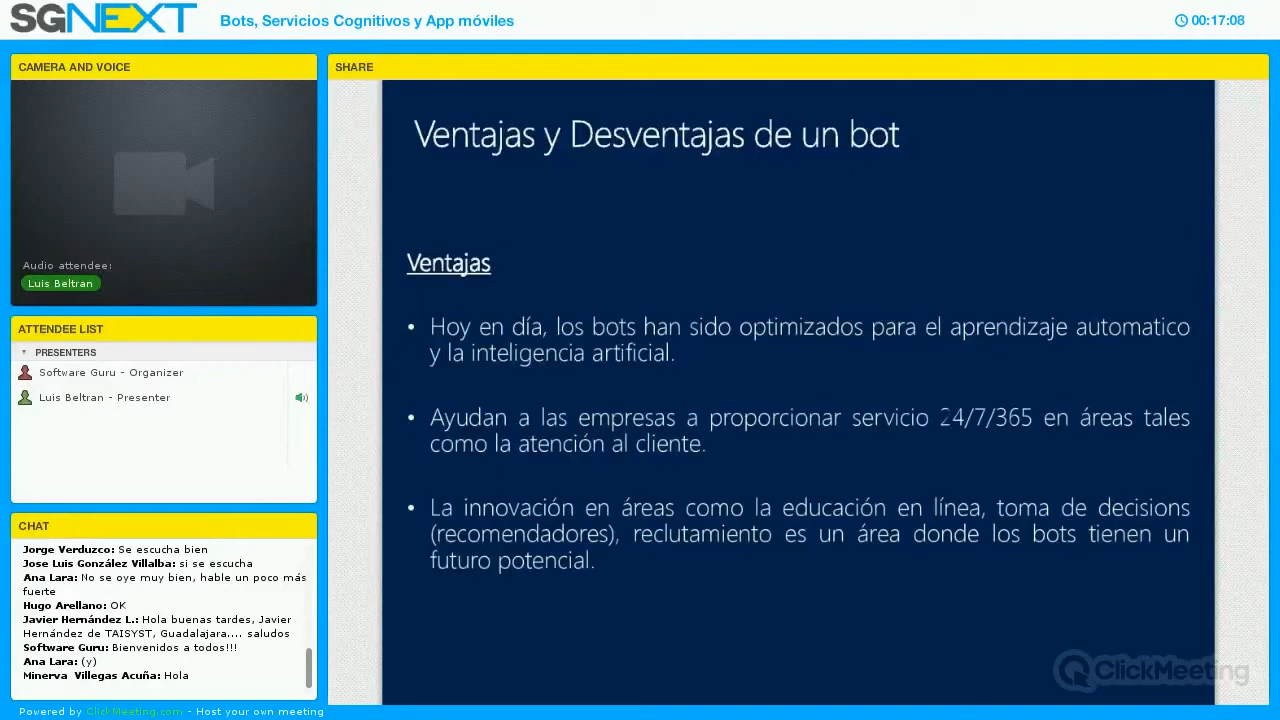 SGNEXT
Bots, Servicios Cognitivos y App móviles
00:17:08
CAMERA AND VOICE
Audio attendee:
Luis Beltran
ATTENDEE LIST
PRESENTERS
Software Guru - Organizer
Luis Beltran - Presenter
CHAT
Jorge Verduzco: Se escucha bien
Jose Luis González Villalba: si se escucha
Ana Lara: No se oye muy bien, hable un poco más
fuerte
Hugo Arellano: OK
Javier Hernández L.: Hola buenas tardes, Javier
Hernández de TAISYST, Guadalajara.... saludos
Software Guru: Bienvenidos a todos!!!
Ana Lara: (y)
Minerva Villegas Acuña: Hola
SHARE
Ventajas y Desventajas de un bot
Ventajas
• Hoy en día, los bots han sido optimizados para el aprendizaje automatico
y la inteligencia artificial.
• Ayudan a las empresas a proporcionar servicio 24/7/365 en áreas tales
como la atención al cliente.
• La innovación en áreas como la educación en línea, toma de decisions
(recomendadores), reclutamiento es un área donde los bots tienen un
futuro potencial.
ClickMeeting
Powered by ClickMeeting.com - Host your own meeting